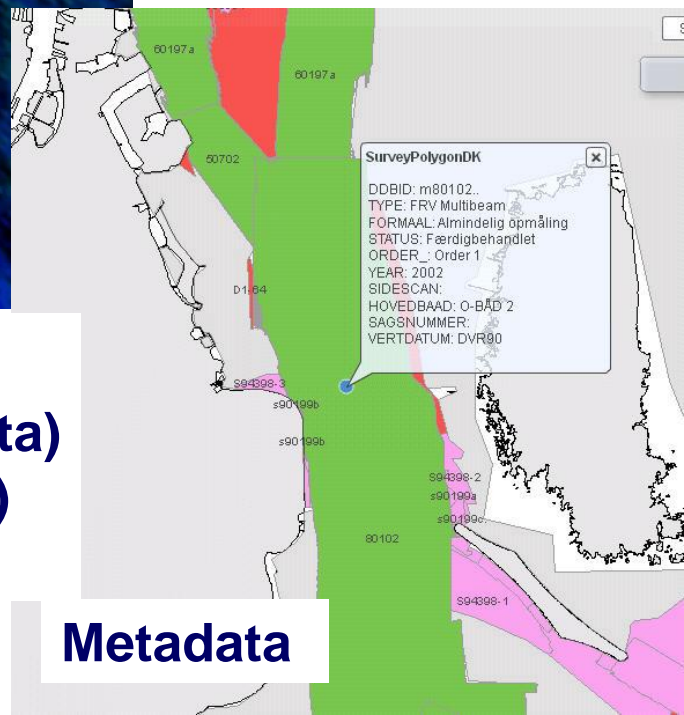 S
60197a
60197a
50702
SurveyPolygonDK
DDBID: m80102..
TYPE: FRV Multibeam
FORMAAL: Almindelig opmåling
STATUS: Færdigbehandlet
ORDER_: Order 1
YEAR: 2002
SIDESCAN:
HOVEDBAAD: O-BÅD 2
SAGSNUMMER:
VERTDATUM: DVR90
D1-64
S94398-3
s90199b
s90199b
S94398-2
s90199a
s90199c
80102
S94398-1
ta)
)
Metadata